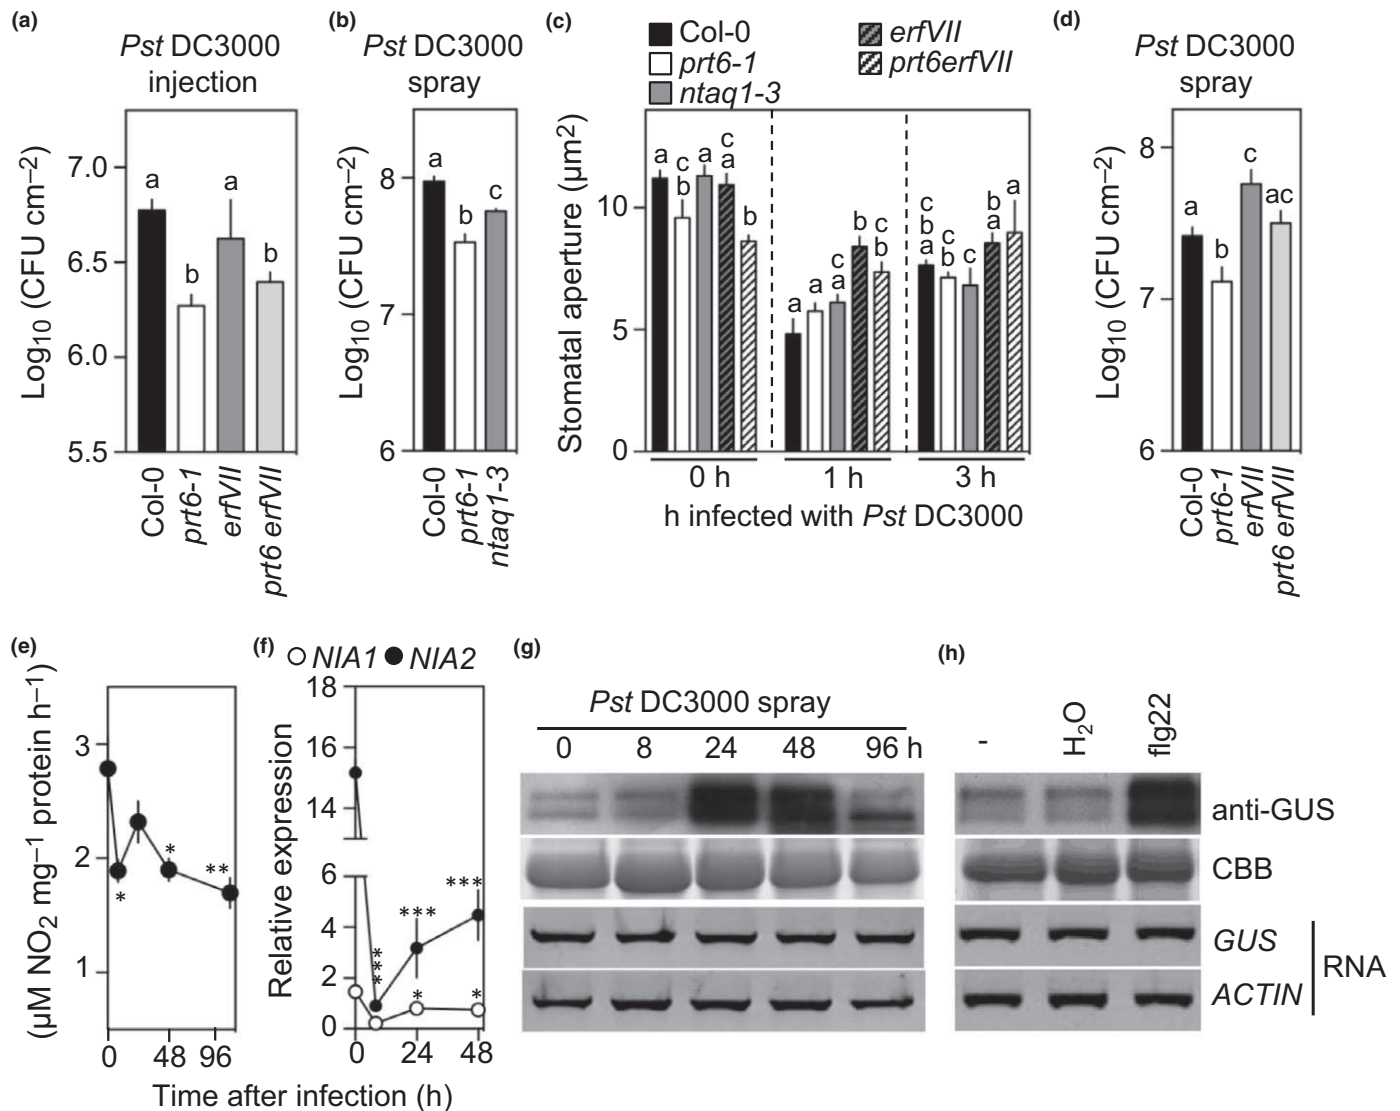 (a)
Pst DC3000
injection
Log10 (CFU cm−2)
7.0
6.5
6.0
5.5
a
b
a
b
Col-0
prt6-1
erfVII
prt6 erfVII
(b)
Pst DC3000
spray
Log10 (CFU cm−2)
8
7
6
a
b
c
Col-0
prt6-1
ntaq1-3
(c)
Col-0
prt6-1
ntaq1-3
erfVII
prt6erfVII
Stomatal aperture (µm2)
10
5
0
a
c
b
a
c
a
b
a
a
c
a
b
c
b
c
b
a
c
b
c
b
a
a
0 h
1 h
3 h
h infected with Pst DC3000
(d)
Pst DC3000
spray
Log10 (CFU cm−2)
8
7
6
a
b
c
ac
Col-0
prt6-1
erfVII
prt6 erfVII
(e)
(µM NO2 mg−1 protein h−1)
3
2
1
*
*
**
0
48
96
(f)
NIA1
NIA2
Relative expression
18
16
14
6
4
2
0
***
***
***
*
*
0
24
48
Time after infection (h)
(g)
Pst DC3000 spray
0 8 24 48 96 h
(h)
-
H2O
flg22
anti-GUS
CBB
GUS
ACTIN
RNA